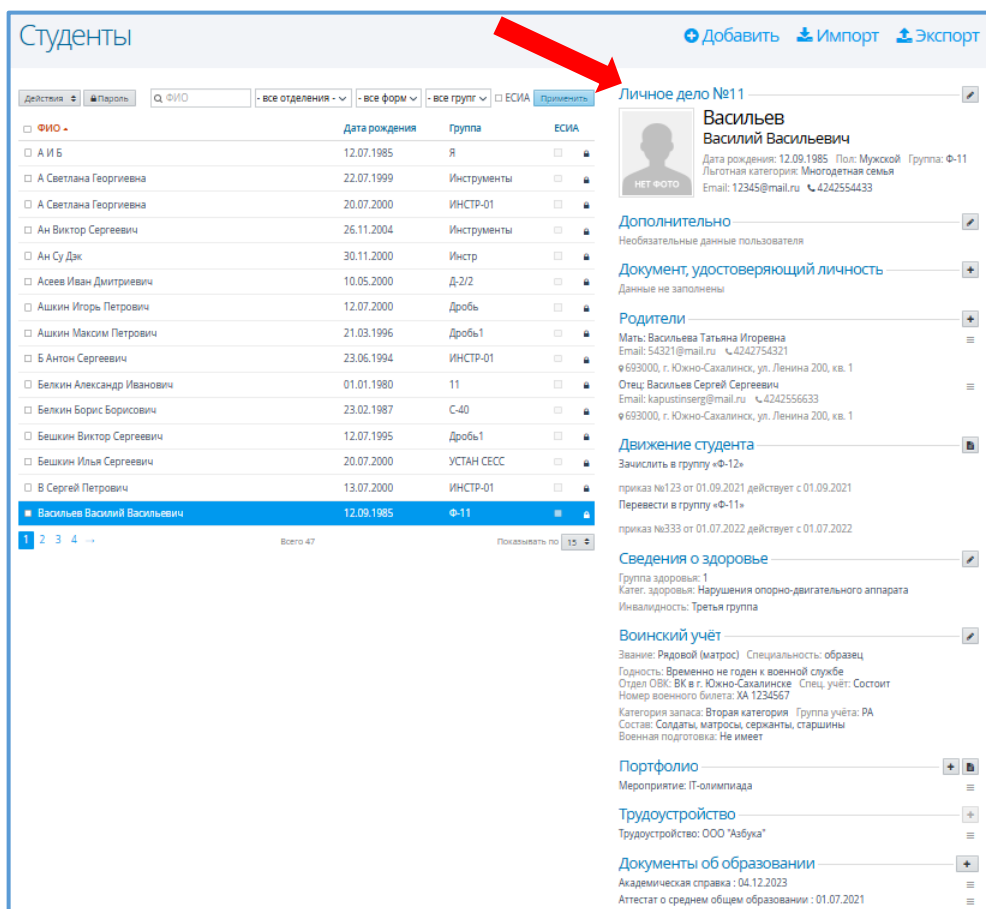 Студенты
Добавить Импорт Экспорт
Действия Пароль ФИО - все отделения - - все форм - все групг ЕСИА Применить
ФИО Дата рождения Группа ЕСИА
А И Б 12.07.1985 Я
А Светлана Георгиевна 22.07.1999 Инструменты
А Светлана Георгиевна 20.07.2000 ИНСТР-01
Ан Виктор Сергеевич 26.11.2004 Инструменты
Ан Су Дэк 30.11.2000 Инстр
Асеев Иван Дмитриевич 10.05.2000 Д-2/2
Ашкин Игорь Петрович 12.07.2000 Дробь
Ашкин Максим Петрович 21.03.1996 Дробь1
Б Антон Сергеевич 23.06.1994 ИНСТР-01
Белкин Александр Иванович 01.01.1980 11
Белкин Борис Борисович 23.02.1987 С-40
Бешкин Виктор Сергеевич 12.07.1995 Дробь1
Бешкин Илья Сергеевич 20.07.2000 УСТАН СЕСС
В Сергей Петрович 13.07.2000 ИНСТР-01
Васильев Василий Васильевич 12.09.1985 Ф-11
1 2 3 4 → Всего 47 Показывать по 15
Личное дело №11
НЕТ ФОТО
Васильев
Василий Васильевич
Дата рождения: 12.09.1985 Пол: Мужской Группа: Ф-11
Льготная категория: Многодетная семья
Email: 12345@mail.ru 4242554433
Дополнительно
Необязательные данные пользователя
Документ, удостоверяющий личность
Данные не заполнены
Родители
Мать: Васильева Татьяна Игоревна
Email: 54321@mail.ru 4242754321
693000, г. Южно-Сахалинск, ул. Ленина 200, кв. 1
Отец: Васильев Сергей Сергеевич
Email: kapustinserg@mail.ru 4242556633
693000, г. Южно-Сахалинск, ул. Ленина 200, кв. 1
Движение студента
Зачислить в группу «Ф-12»
приказ №123 от 01.09.2021 действует с 01.09.2021
Перевести в группу «Ф-11»
приказ №333 от 01.07.2022 действует с 01.07.2022
Сведения о здоровье
Группа здоровья: 1
Катег. здоровья: Нарушения опорно-двигательного аппарата
Инвалидность: Третья группа
Воинский учёт
Звание: Рядовой (матрос) Специальность: образец
Годность: Временно не годен к военной службе
Отдел ОВК: ВК в г. Южно-Сахалинске Спец. учёт: Состоит
Номер военного билета: ХА 1234567
Категория запаса: Вторая категория Группа учёта: РА
Состав: Солдаты, матросы, сержанты, старшины
Военная подготовка: Не имеет
Портфолио
Мероприятие: IT-олимпиада
Трудоустройство
Трудоустройство: ООО "Азбука"
Документы об образовании
Академическая справка : 04.12.2023
Аттестат о среднем общем образовании : 01.07.2021